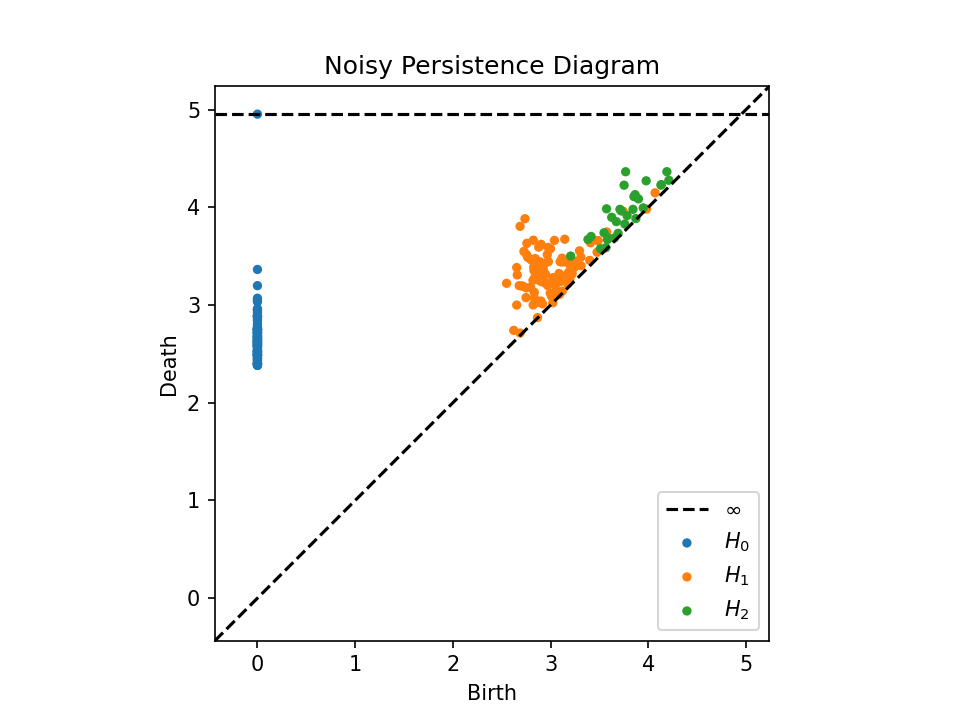 Noisy Persistence Diagram
Death
5
4
3
2
1
0
0 1 2 3 4 5
Birth
∞
H₀
H₁
H₂